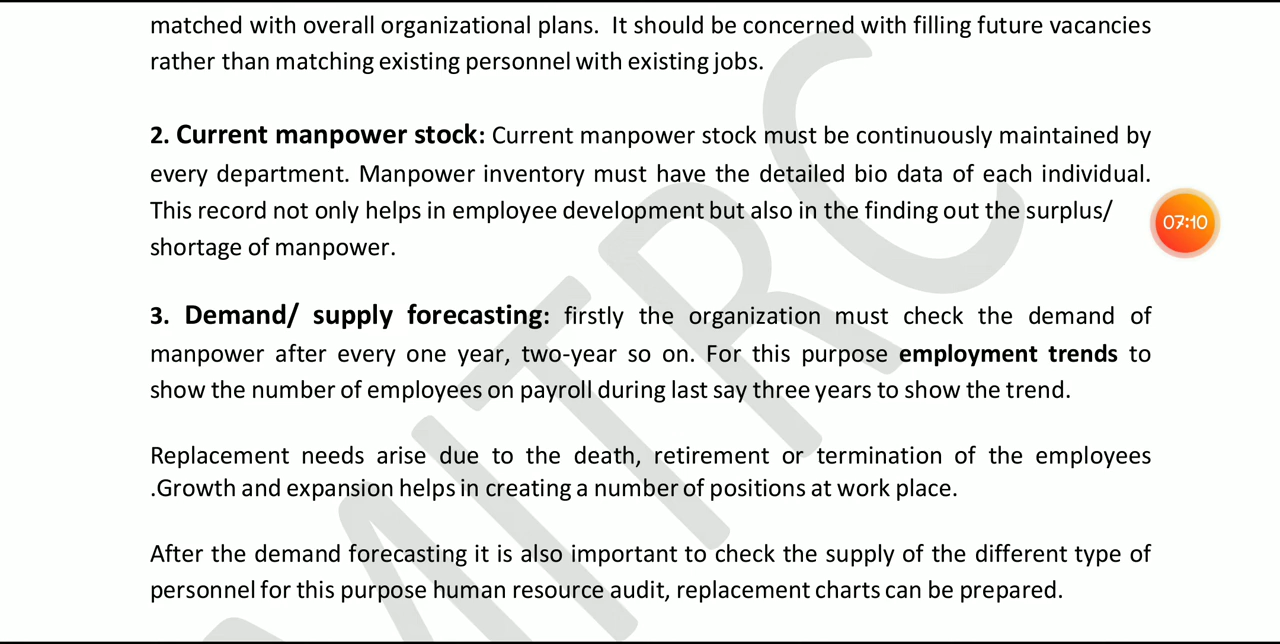 matched with overall organizational plans. It should be concerned with filling future vacancies
rather than matching existing personnel with existing jobs.
2. Current manpower stock: Current manpower stock must be continuously maintained by
every department. Manpower inventory must have the detailed bio data of each individual.
This record not only helps in employee development but also in the finding out the surplus/
shortage of manpower.
07:10
3. Demand/ supply forecasting: firstly the organization must check the demand of
manpower after every one year, two-year so on. For this purpose employment trends to
show the number of employees on payroll during last say three years to show the trend.
Replacement needs arise due to the death, retirement or termination of the employees
.Growth and expansion helps in creating a number of positions at work place.
After the demand forecasting it is also important to check the supply of the different type of
personnel for this purpose human resource audit, replacement charts can be prepared.
MITRC